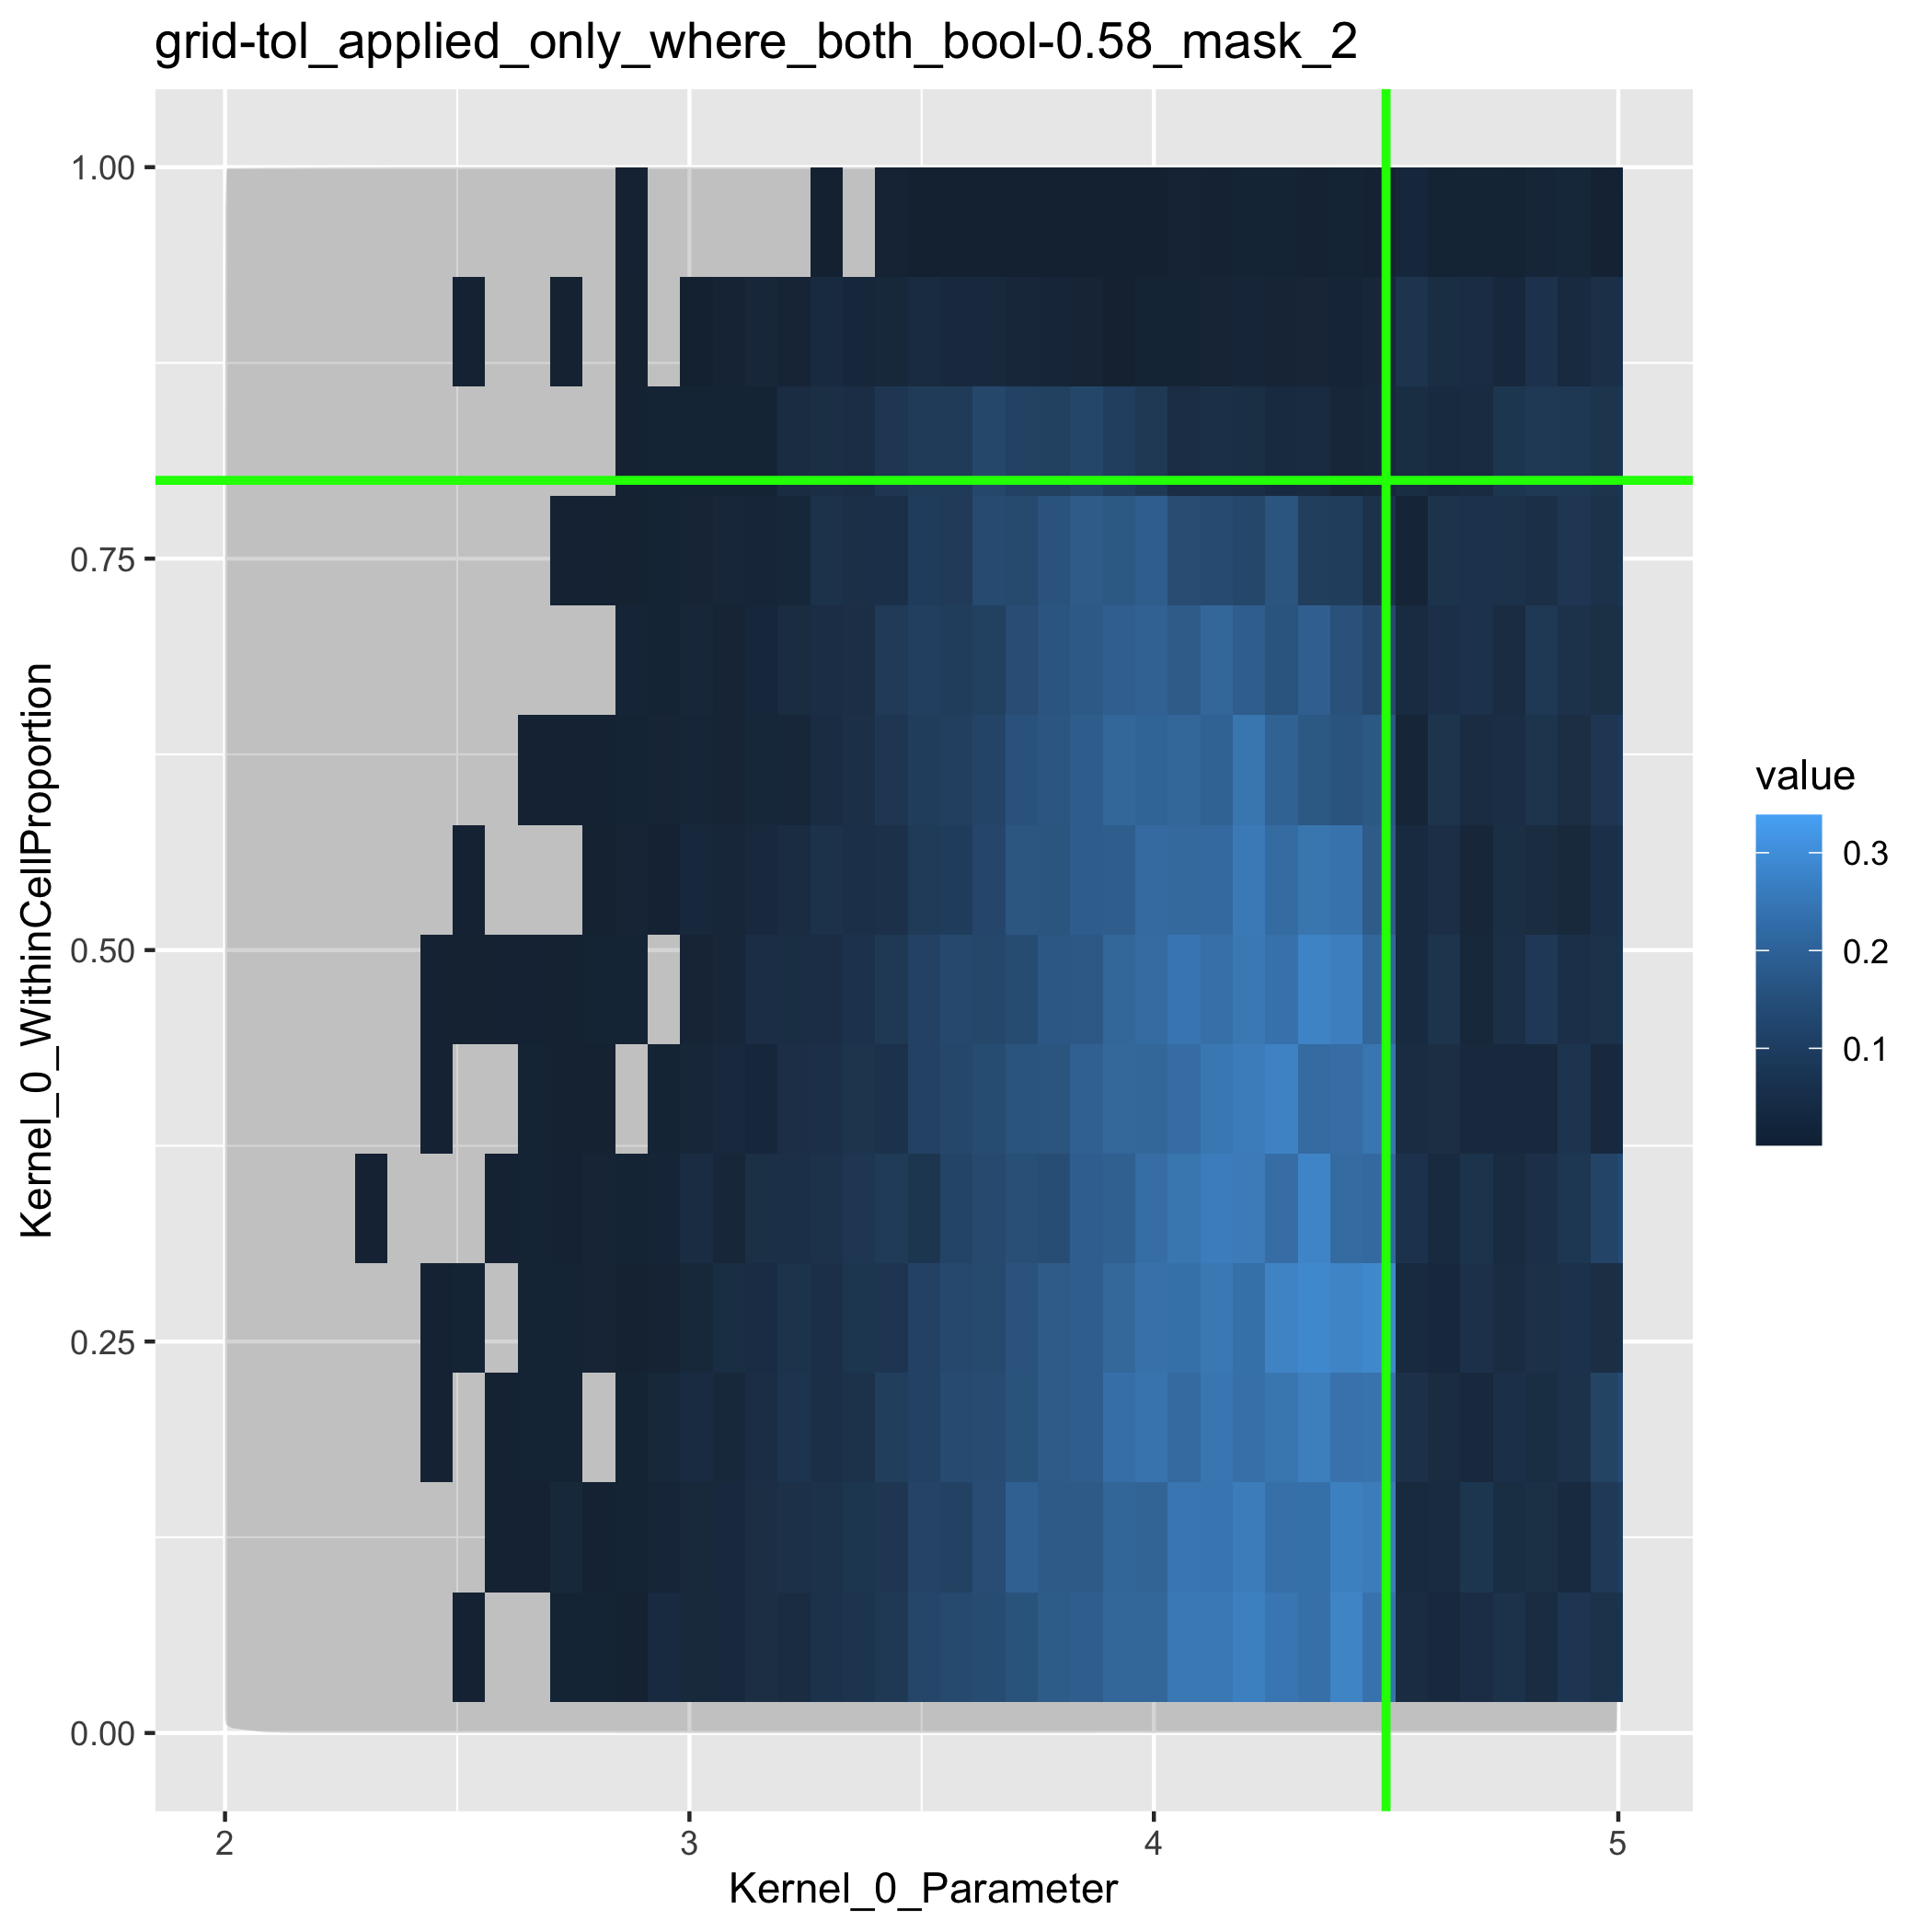 grid-tol_applied_only_where_both_bool-0.58_mask_2
1.00
0.75
0.50
0.25
0.00
Kernel_0_WithinCellProportion
2 3 4 5
Kernel_0_Parameter
value
0.3
0.2
0.1